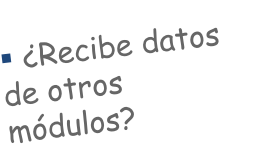 ▪ ¿Recibe datos
de otros
módulos?